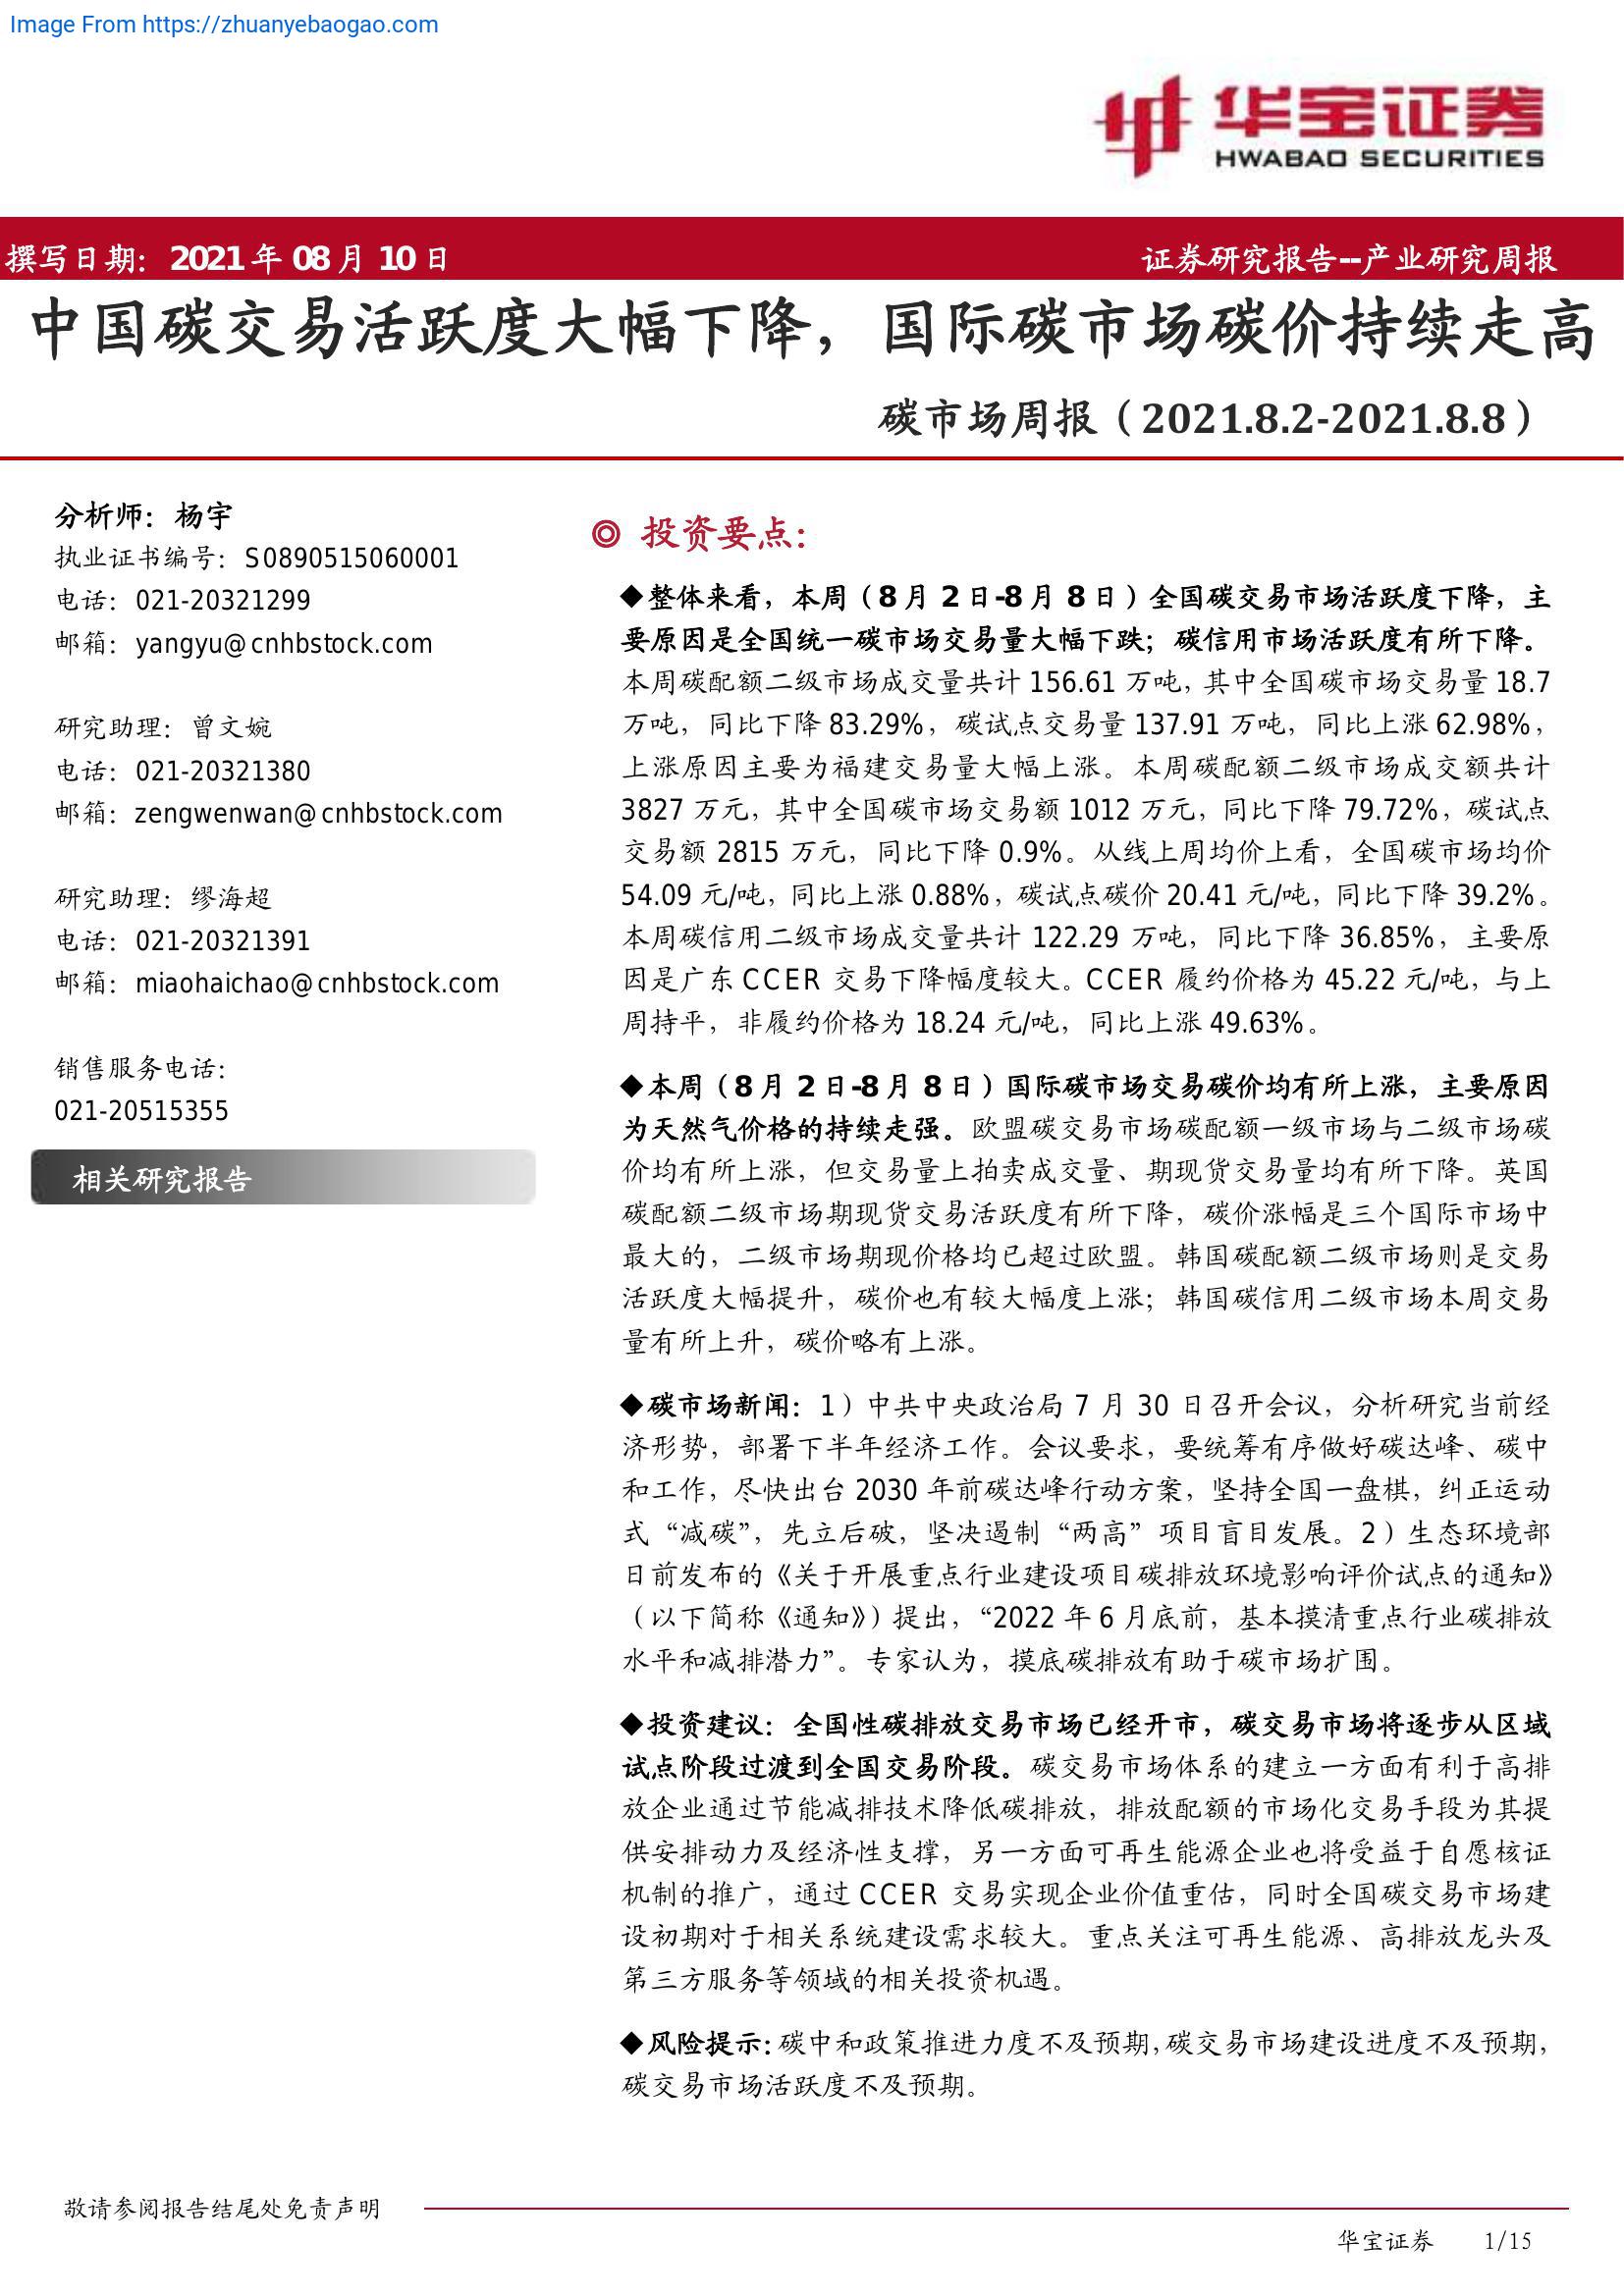 Image From https://zhuanyebaogao.com
华宝证券
HWABAO SECURITIES
撰写日期：2021 年 08 月 10 日
证券研究报告--产业研究周报
中国碳交易活跃度大幅下降，国际碳市场碳价持续走高
碳市场周报（2021.8.2-2021.8.8）
分析师：杨宇
执业证书编号：S0890515060001
电话：021-20321299
邮箱：yangyu@cnhbstock.com
研究助理：曾文婉
电话：021-20321380
邮箱：zengwenwan@cnhbstock.com
研究助理：缪海超
电话：021-20321391
邮箱：miaohaichao@cnhbstock.com
销售服务电话：
021-20515355
相关研究报告
◎ 投资要点：
◆整体来看，本周（8 月 2 日-8 月 8 日）全国碳交易市场活跃度下降，主
要原因是全国统一碳市场交易量大幅下跌；碳信用市场活跃度有所下降。
本周碳配额二级市场成交量共计 156.61 万吨，其中全国碳市场交易量 18.7
万吨，同比下降 83.29%，碳试点交易量 137.91 万吨，同比上涨 62.98%，
上涨原因主要为福建交易量大幅上涨。本周碳配额二级市场成交额共计
3827 万元，其中全国碳市场交易额 1012 万元，同比下降 79.72%，碳试点
交易额 2815 万元，同比下降 0.9%。从线上周均价上看，全国碳市场均价
54.09 元/吨，同比上涨 0.88%，碳试点碳价 20.41 元/吨，同比下降 39.2%。
本周碳信用二级市场成交量共计 122.29 万吨，同比下降 36.85%，主要原
因是广东 CCER 交易下降幅度较大。CCER 履约价格为 45.22 元/吨，与上
周持平，非履约价格为 18.24 元/吨，同比上涨 49.63%。
◆本周（8 月 2 日-8 月 8 日）国际碳市场交易碳价均有所上涨，主要原因
为天然气价格的持续走强。欧盟碳交易市场碳配额一级市场与二级市场碳
价均有所上涨，但交易量上拍卖成交量、期现货交易量均有所下降。英国
碳配额二级市场期现货交易活跃度有所下降，碳价涨幅是三个国际市场中
最大的，二级市场期现价格均已超过欧盟。韩国碳配额二级市场则是交易
活跃度大幅提升，碳价也有较大幅度上涨；韩国碳信用二级市场本周交易
量有所上升，碳价略有上涨。
◆碳市场新闻：1）中共中央政治局 7 月 30 日召开会议，分析研究当前经
济形势，部署下半年经济工作。会议要求，要统筹有序做好碳达峰、碳中
和工作，尽快出台 2030 年前碳达峰行动方案，坚持全国一盘棋，纠正运动
式“减碳”，先立后破，坚决遏制“两高”项目盲目发展。2）生态环境部
日前发布的《关于开展重点行业建设项目碳排放环境影响评价试点的通知》
（以下简称《通知》）提出，“2022 年 6 月底前，基本摸清重点行业碳排放
水平和减排潜力”。专家认为，摸底碳排放有助于碳市场扩围。
◆投资建议：全国性碳排放交易市场已经开市，碳交易市场将逐步从区域
试点阶段过渡到全国交易阶段。碳交易市场体系的建立一方面有利于高排
放企业通过节能减排技术降低碳排放，排放配额的市场化交易手段为其提
供安排动力及经济性支撑，另一方面可再生能源企业也将受益于自愿核证
机制的推广，通过 CCER 交易实现企业价值重估，同时全国碳交易市场建
设初期对于相关系统建设需求较大。重点关注可再生能源、高排放龙头及
第三方服务等领域的相关投资机遇。
◆风险提示：碳中和政策推进力度不及预期，碳交易市场建设进度不及预期，
碳交易市场活跃度不及预期。
敬请参阅报告结尾处免责声明
华宝证券 1/15